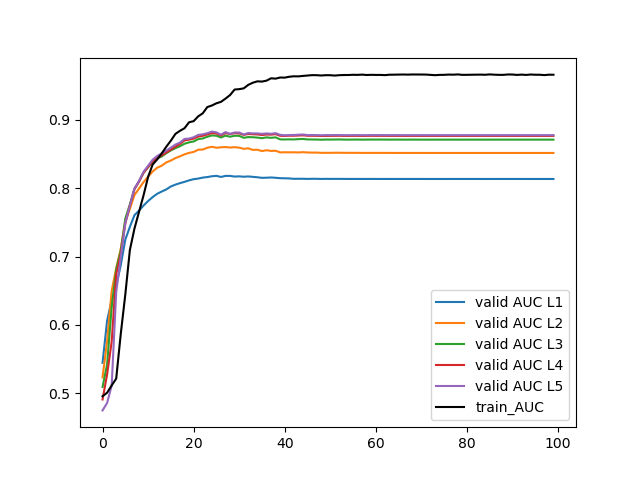 0.9
0.8
0.7
0.6
0.5
0 20 40 60 80 100
valid AUC L1
valid AUC L2
valid AUC L3
valid AUC L4
valid AUC L5
train_AUC